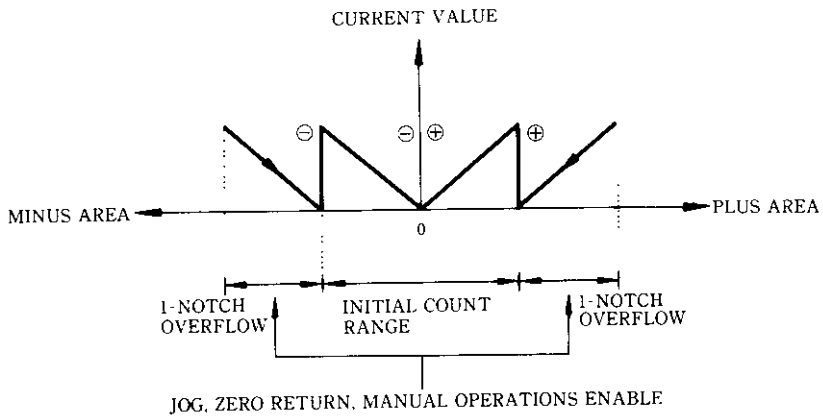 CURRENT VALUE
⊖ ⊖ ⊕ ⊕
MINUS AREA
PLUS AREA
0
1-NOTCH
OVERFLOW
INITIAL COUNT
RANGE
1-NOTCH
OVERFLOW
JOG, ZERO RETURN, MANUAL OPERATIONS ENABLE